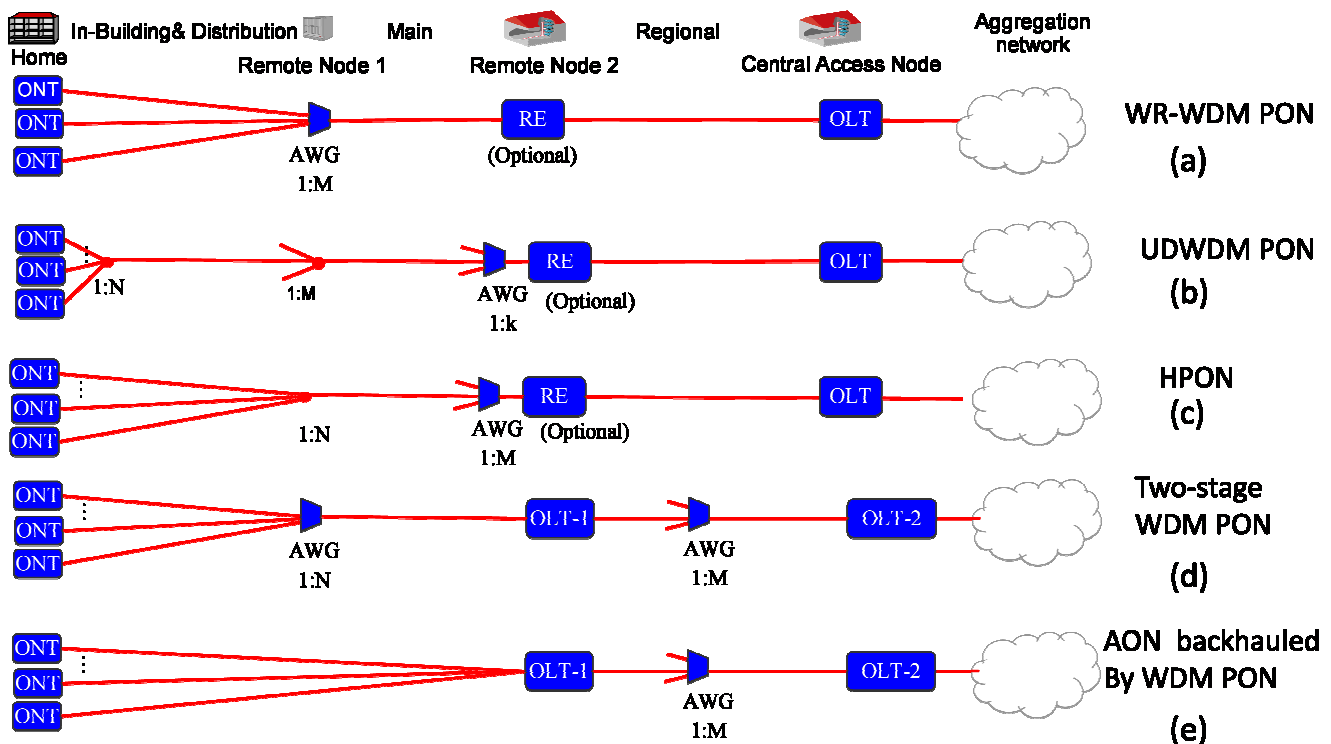 In-Building& Distribution
Main
Regional
Aggregation
network
Home
Remote Node 1
Remote Node 2
Central Access Node
ONT
ONT
ONT
AWG
1:M
RE
(Optional)
OLT
WR-WDM PON
(a)
ONT
ONT
ONT
1:N
1:M
AWG
1:k
RE
(Optional)
OLT
UDWDM PON
(b)
ONT
ONT
ONT
1:N
AWG
1:M
RE
(Optional)
OLT
HPON
(c)
ONT
ONT
ONT
AWG
1:N
OLT-1
AWG
1:M
OLT-2
Two-stage
WDM PON
(d)
ONT
ONT
ONT
OLT-1
AWG
1:M
OLT-2
AON backhauled
By WDM PON
(e)